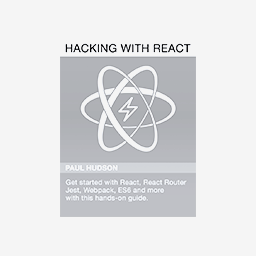 HACKING WITH REACT
PAUL HUDSON
Get started with React, React Router
Jest, Webpack, ES6 and more
with this hands-on guide.